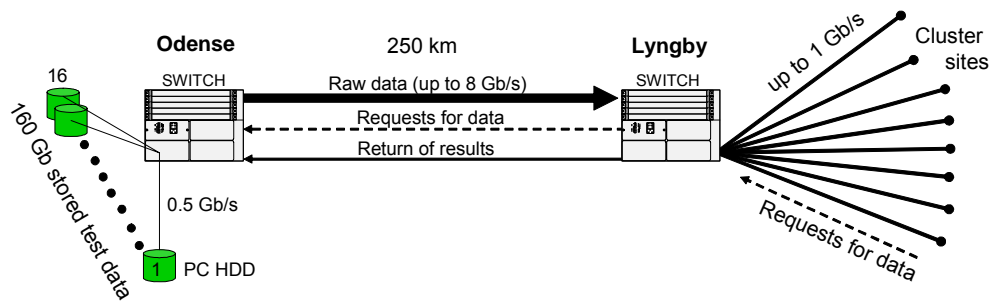 Odense
250 km
Lyngby
up to 1 Gb/s
Cluster
sites
16
SWITCH
Raw data (up to 8 Gb/s)
SWITCH
Requests for data
Return of results
160 Gb stored test data
0.5 Gb/s
1
PC HDD
Requests for data